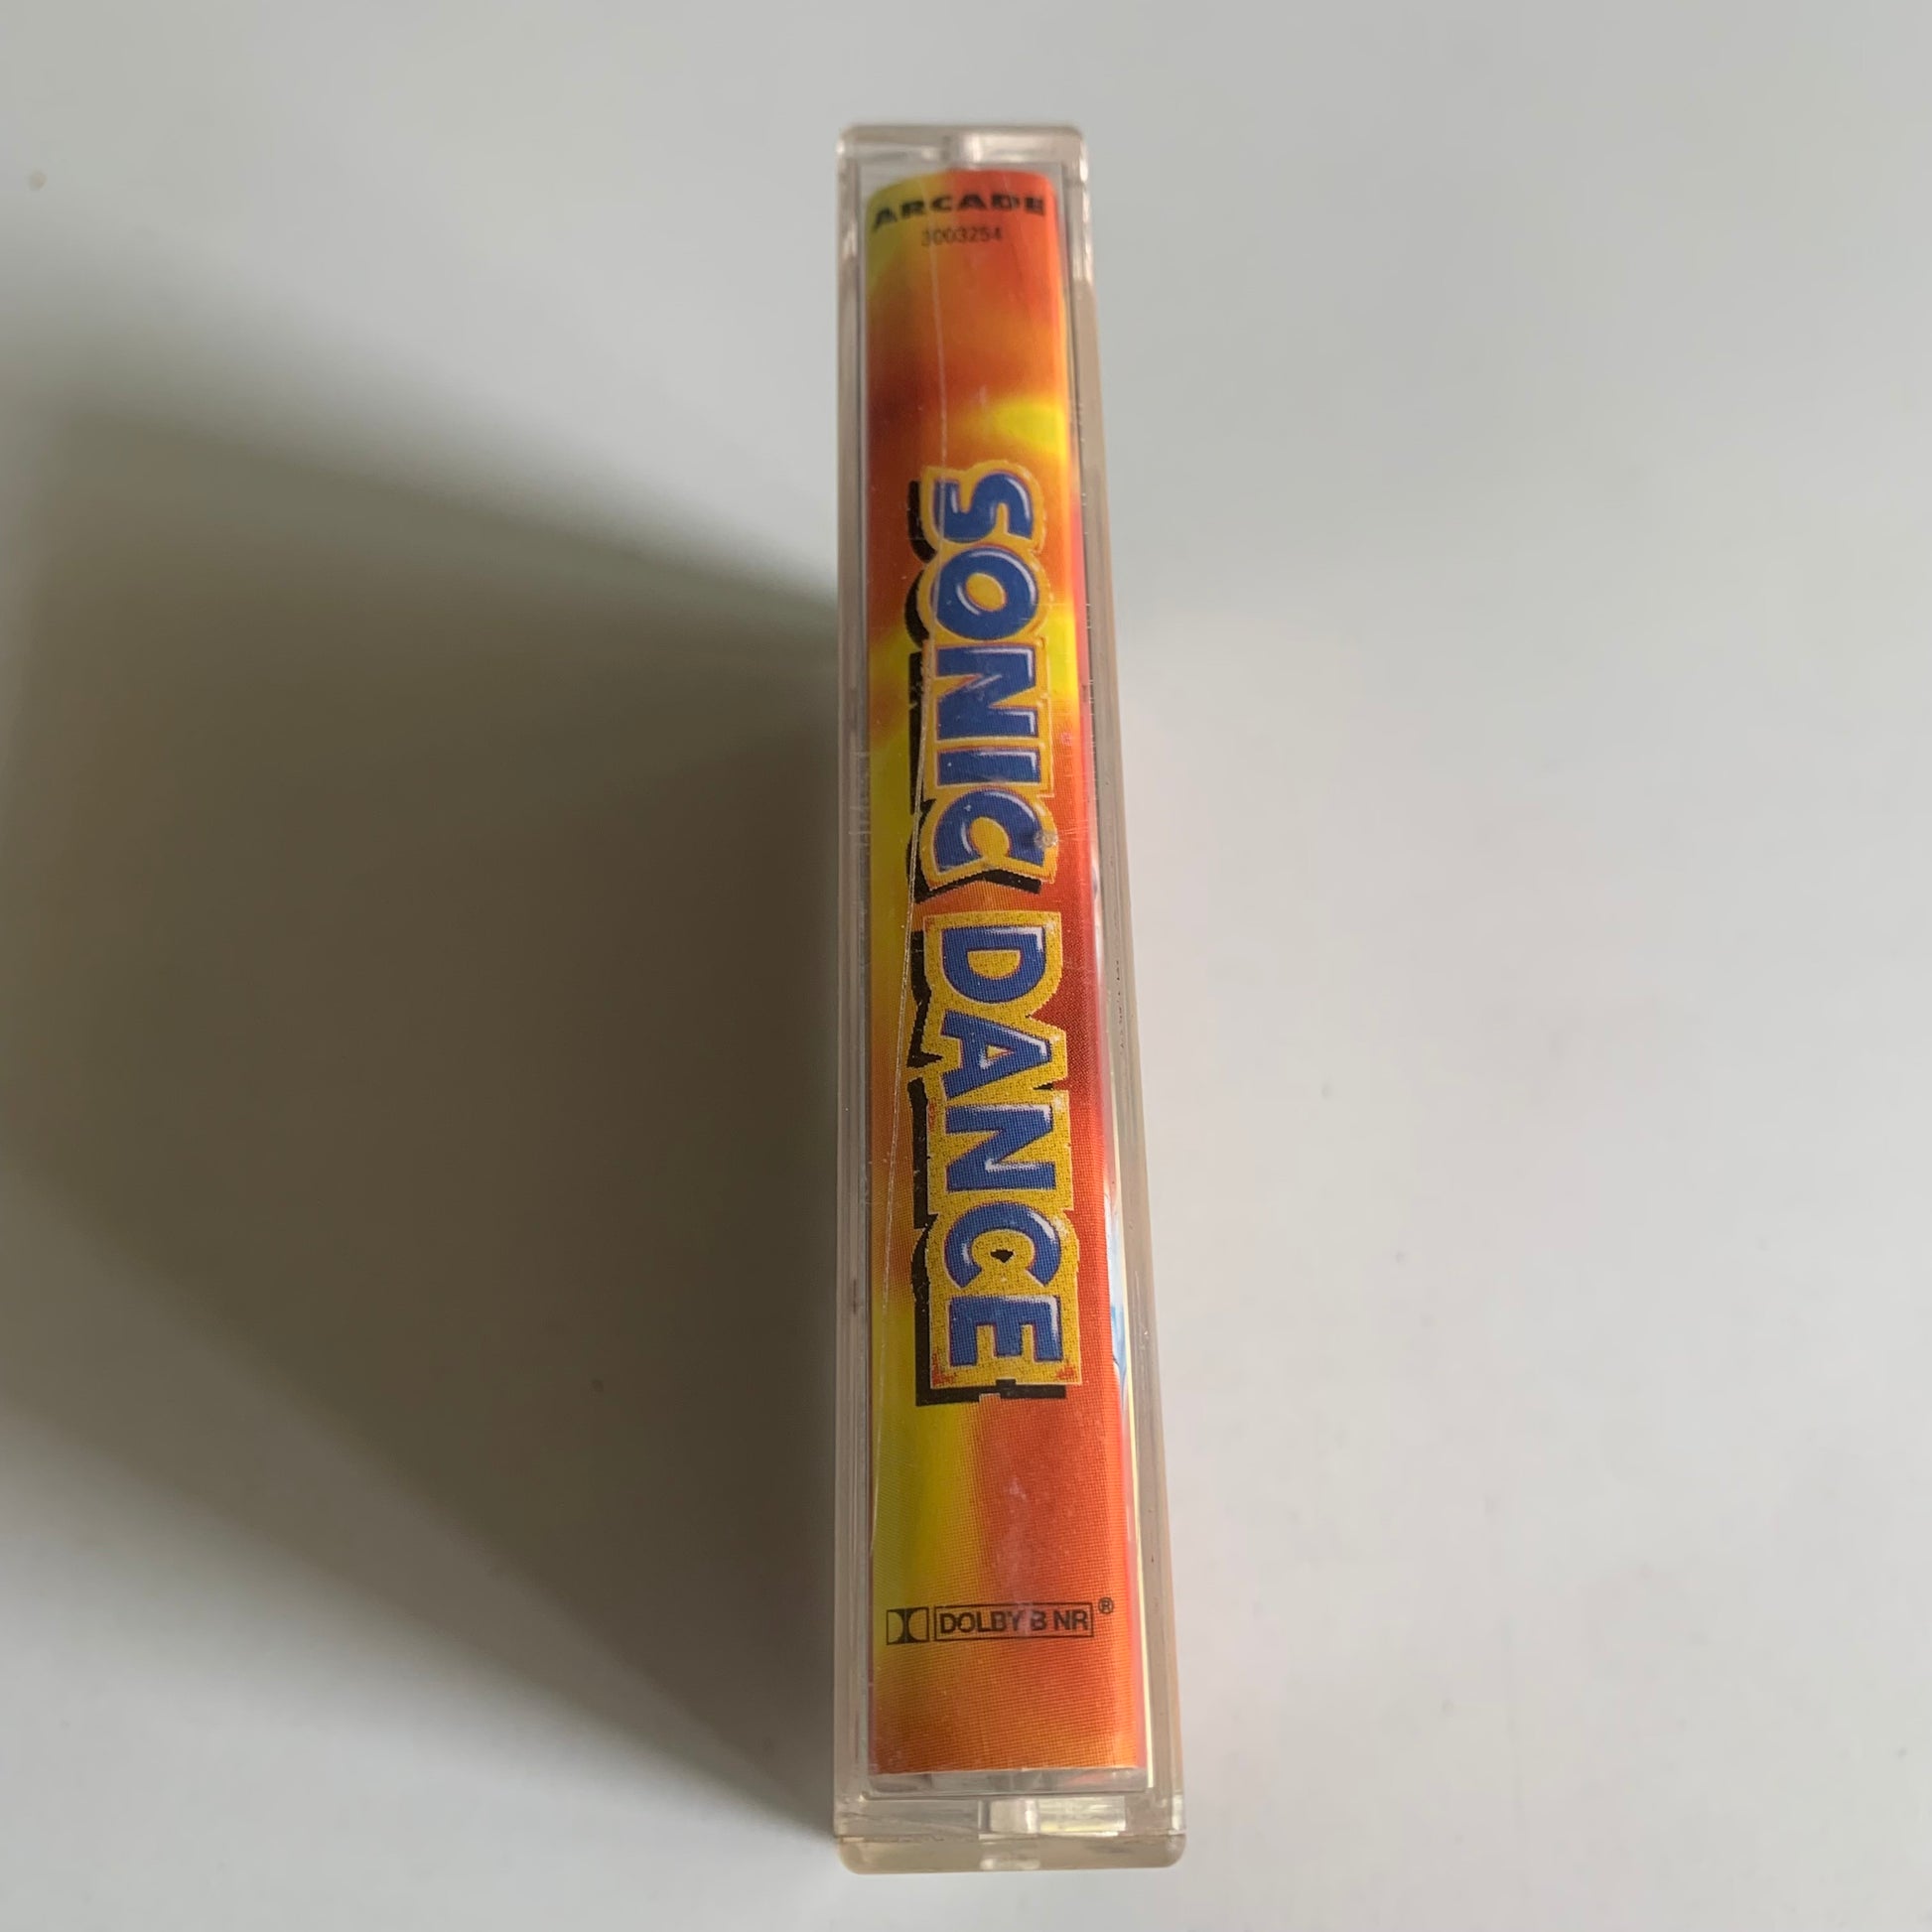 ARCADE
3003254
SONIC DANCE
DOLBY B NR®